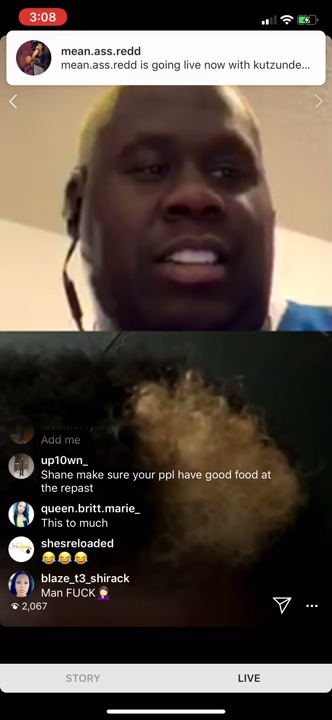 3:08
mean.ass.redd
mean.ass.redd is going live now with kutzunde...
Add me
up10wn_
Shane make sure your ppl have good food at
the repast
queen.britt.marie_
This to much
shesreloaded
😂😂😂
blaze_t3_shirack
Man FUCK🤦🏻‍♀️
2,067
STORY
LIVE